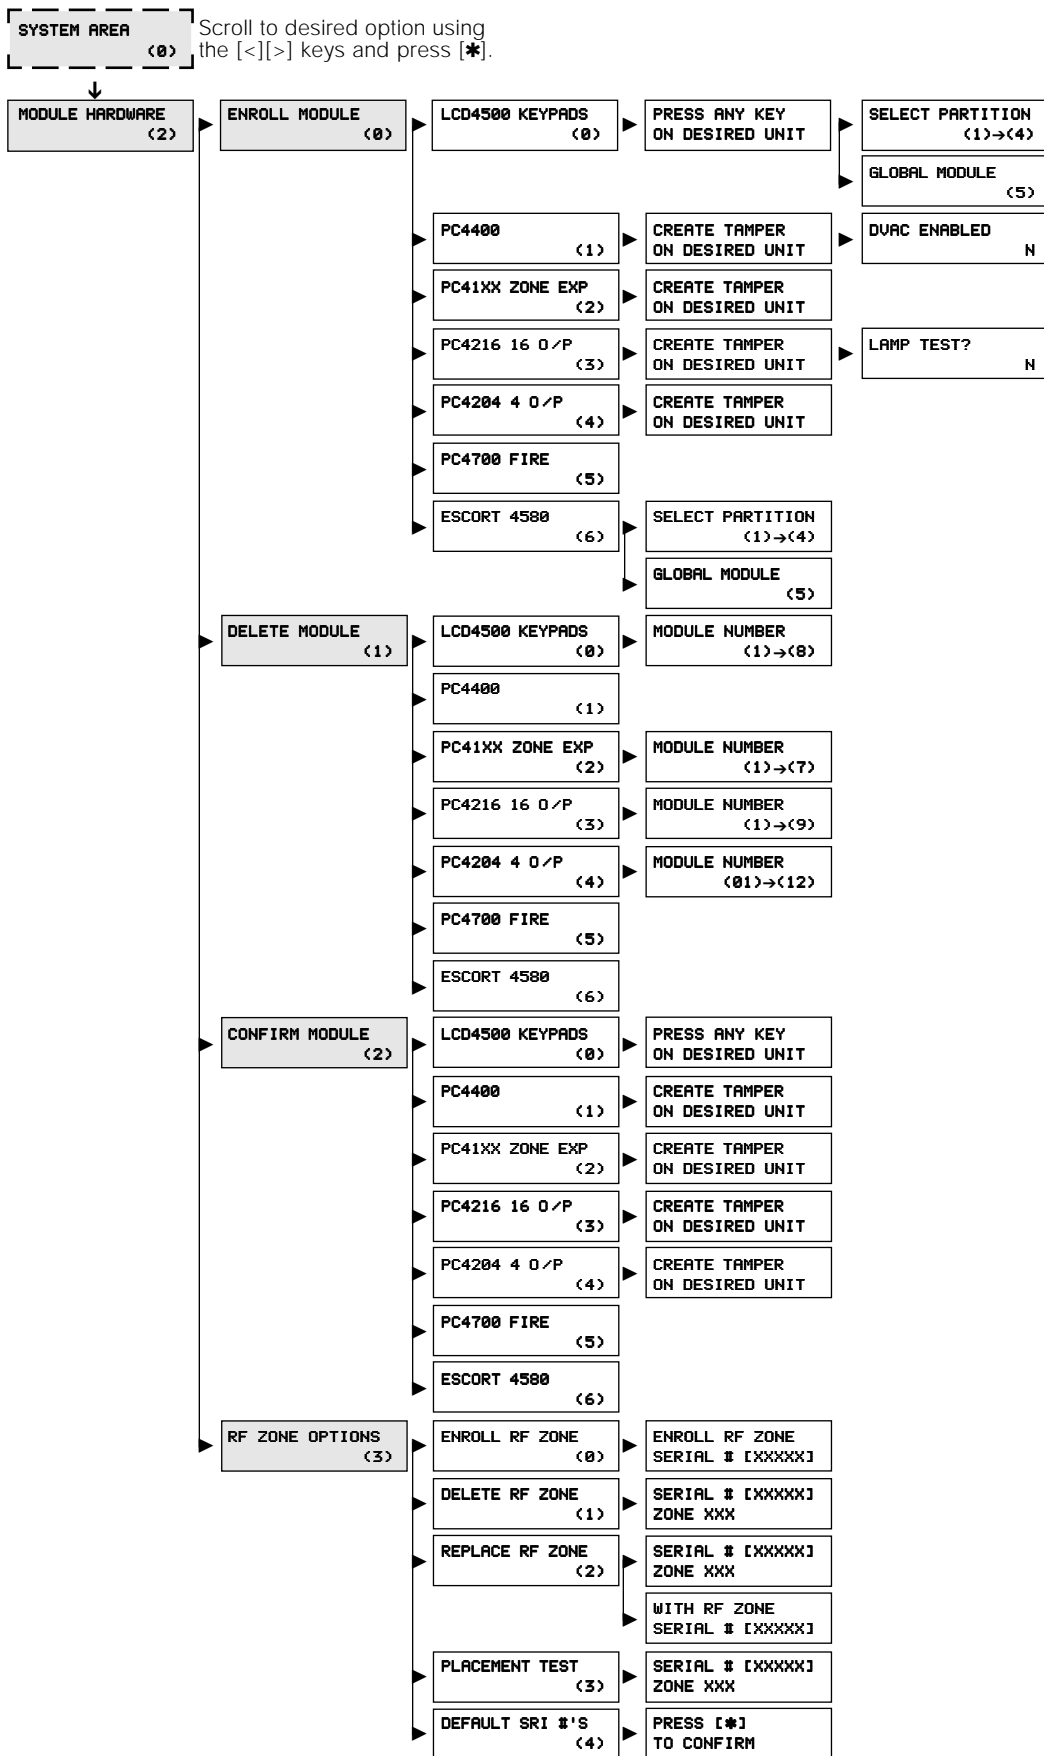 SYSTEM AREA
(0)
Scroll to desired option using
the [<][>] keys and press [✱].
MODULE HARDWARE
(2)
ENROLL MODULE
(0)
LCD4500 KEYPADS
(0)
PRESS ANY KEY
ON DESIRED UNIT
SELECT PARTITION
(1)→(4)
GLOBAL MODULE
(5)
PC4400
(1)
CREATE TAMPER
ON DESIRED UNIT
DVAC ENABLED
N
PC41XX ZONE EXP
(2)
CREATE TAMPER
ON DESIRED UNIT
PC4216 16 O/P
(3)
CREATE TAMPER
ON DESIRED UNIT
LAMP TEST?
N
PC4204 4 O/P
(4)
CREATE TAMPER
ON DESIRED UNIT
PC4700 FIRE
(5)
ESCORT 4580
(6)
SELECT PARTITION
(1)→(4)
GLOBAL MODULE
(5)
DELETE MODULE
(1)
LCD4500 KEYPADS
(0)
MODULE NUMBER
(1)→(8)
PC4400
(1)
PC41XX ZONE EXP
(2)
MODULE NUMBER
(1)→(7)
PC4216 16 O/P
(3)
MODULE NUMBER
(1)→(9)
PC4204 4 O/P
(4)
MODULE NUMBER
(01)→(12)
PC4700 FIRE
(5)
ESCORT 4580
(6)
CONFIRM MODULE
(2)
LCD4500 KEYPADS
(0)
PRESS ANY KEY
ON DESIRED UNIT
PC4400
(1)
CREATE TAMPER
ON DESIRED UNIT
PC41XX ZONE EXP
(2)
CREATE TAMPER
ON DESIRED UNIT
PC4216 16 O/P
(3)
CREATE TAMPER
ON DESIRED UNIT
PC4204 4 O/P
(4)
CREATE TAMPER
ON DESIRED UNIT
PC4700 FIRE
(5)
ESCORT 4580
(6)
RF ZONE OPTIONS
(3)
ENROLL RF ZONE
(0)
ENROLL RF ZONE
SERIAL # [XXXXX]
DELETE RF ZONE
(1)
SERIAL # [XXXXX]
ZONE XXX
REPLACE RF ZONE
(2)
SERIAL # [XXXXX]
ZONE XXX
WITH RF ZONE
SERIAL # [XXXXX]
PLACEMENT TEST
(3)
SERIAL # [XXXXX]
ZONE XXX
DEFAULT SRI #'S
(4)
PRESS [✱]
TO CONFIRM